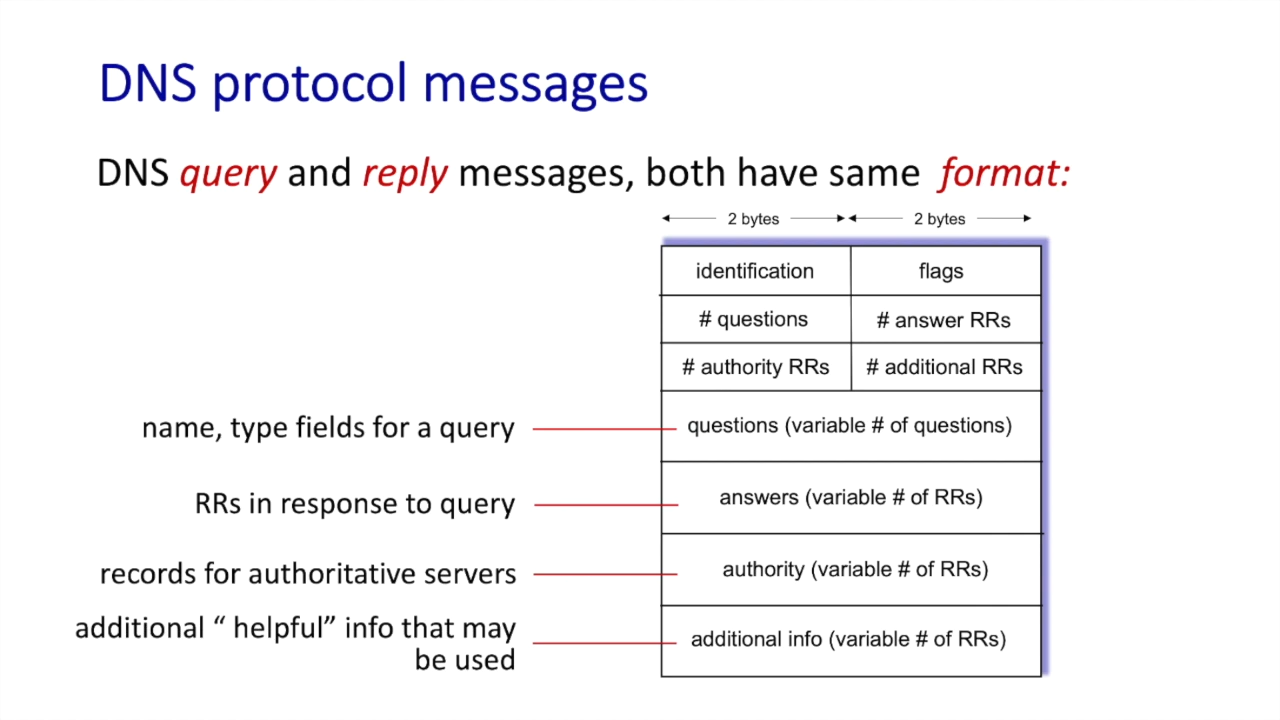 DNS protocol messages
DNS query and reply messages, both have same format:
2 bytes 2 bytes
identification flags
# questions # answer RRs
# authority RRs # additional RRs
name, type fields for a query questions (variable # of questions)
RRs in response to query answers (variable # of RRs)
records for authoritative servers authority (variable # of RRs)
additional “ helpful” info that may
be used
additional info (variable # of RRs)